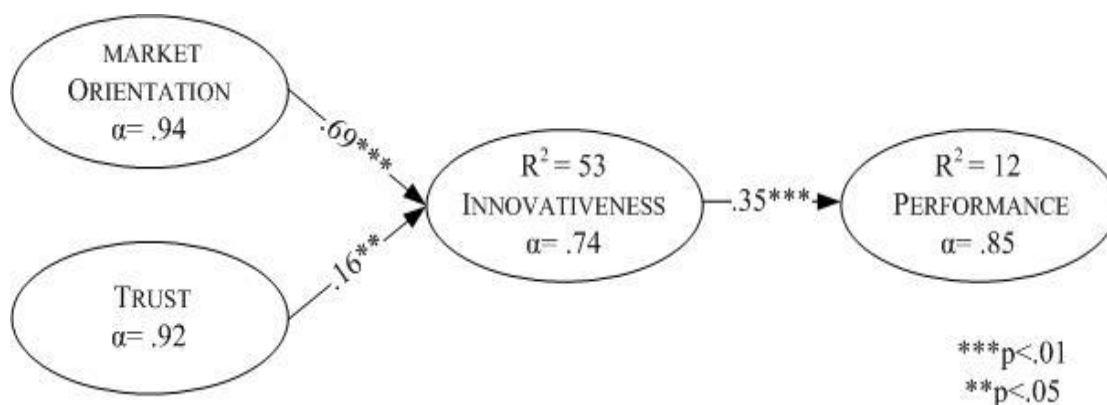 MARKET
ORIENTATION
α= .94
.69***
R² = 53
INNOVATIVENESS
α= .74
.35***
R² = 12
PERFORMANCE
α= .85
TRUST
α= .92
.16**
***p<.01
**p<.05